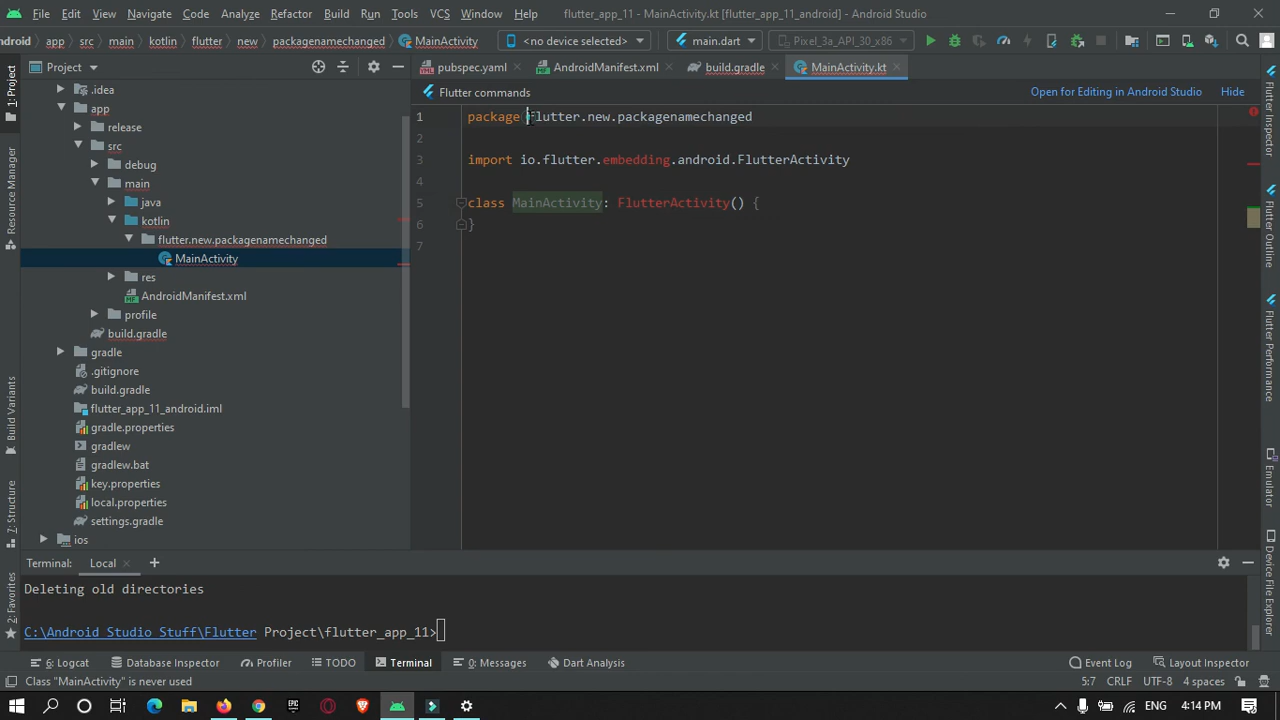 File Edit View Navigate Code Analyze Refactor Build Run Tools VCS Window Help flutter_app_11 - MainActivity.kt [flutter_app_11_android] - Android Studio
ndroid app src main kotlin flutter new packagenamechanged MainActivity <no device selected> main.dart Pixel_3a_API_30_x86
Project pubspec.yaml AndroidManifest.xml build.gradle MainActivity.kt
Flutter commands Open for Editing in Android Studio Hide
1 package flutter.new.packagenamechanged
2
3 import io.flutter.embedding.android.FlutterActivity
4
5 class MainActivity: FlutterActivity() {
6 }
7
.idea
app
release
src
debug
main
java
kotlin
flutter.new.packagenamechanged
MainActivity
res
AndroidManifest.xml
profile
build.gradle
gradle
.gitignore
build.gradle
flutter_app_11_android.iml
gradle.properties
gradlew
gradlew.bat
key.properties
local.properties
settings.gradle
ios
1: Project
Resource Manager
Build Variants
7: Structure
2: Favorites
Flutter Inspector
Flutter Outline
Flutter Performance
Emulator
Device File Explorer
Terminal: Local
Deleting old directories
C:\Android Studio Stuff\Flutter Project\flutter_app_11>
6: Logcat Database Inspector Profiler TODO Terminal 0: Messages Dart Analysis Event Log Layout Inspector
Class "MainActivity" is never used 5:7 CRLF UTF-8 4 spaces
EPIC ENG 4:14 PM